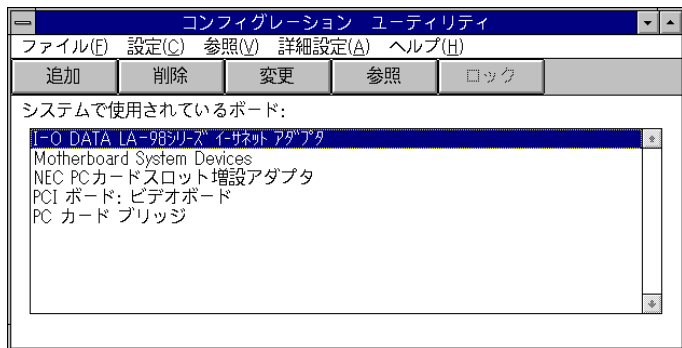 コンフィグレーション ユーティリティ
ファイル(F) 設定(C) 参照(V) 詳細設定(A) ヘルプ(H)
追加 削除 変更 参照 ロック
システムで使用されているボード:
I-O DATA LA-98ｼﾘｰｽﾞ ｲｰｻﾈｯﾄ ｱﾀﾞﾌﾟﾀ
Motherboard System Devices
NEC PCカードスロット増設アダプタ
PCI ボード: ビデオボード
PC カード ブリッジ